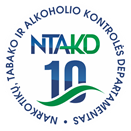 NARKOTIKŲ, TABAKO IR ALKOHOLIO KONTROLĖS DEPARTAMENTAS •
NTAKD
10